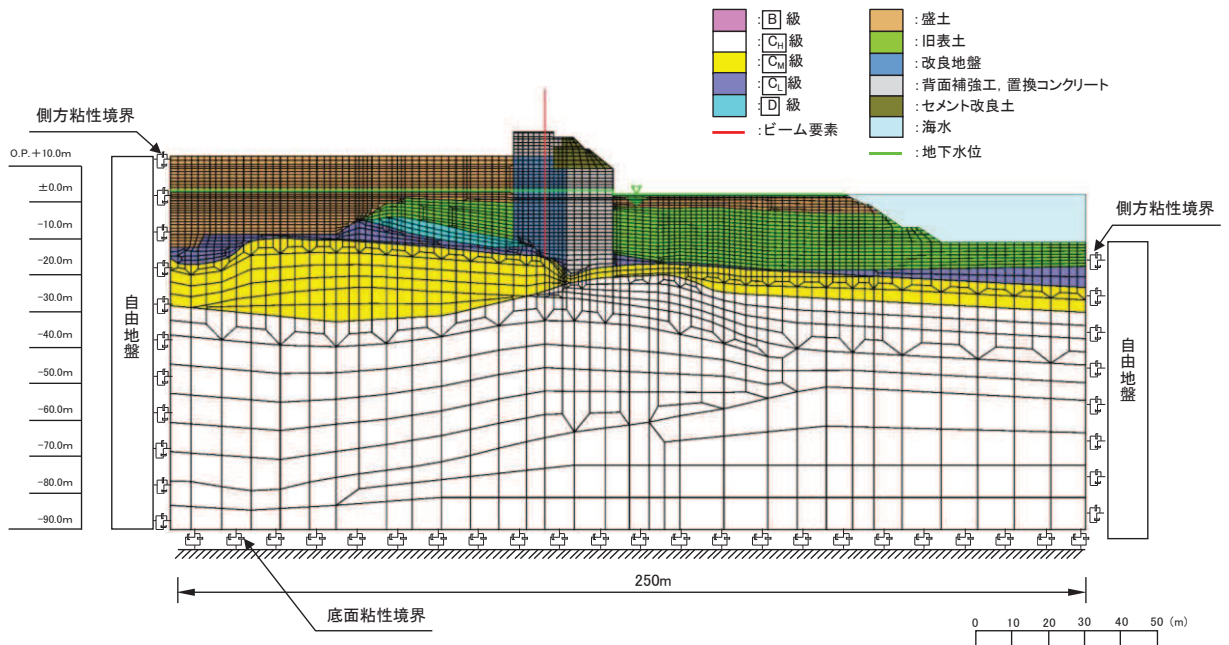 :B 級
:CH級
:CM級
:CL級
:D 級
:ビーム要素
:盛土
:旧表土
:改良地盤
:背面補強工，置換コンクリート
:セメント改良土
:海水
:地下水位
側方粘性境界
O.P.+10.0m
±0.0m
-10.0m
-20.0m
-30.0m
-40.0m
-50.0m
-60.0m
-70.0m
-80.0m
-90.0m
自由地盤
側方粘性境界
自由地盤
250m
底面粘性境界
0 10 20 30 40 50 (m)